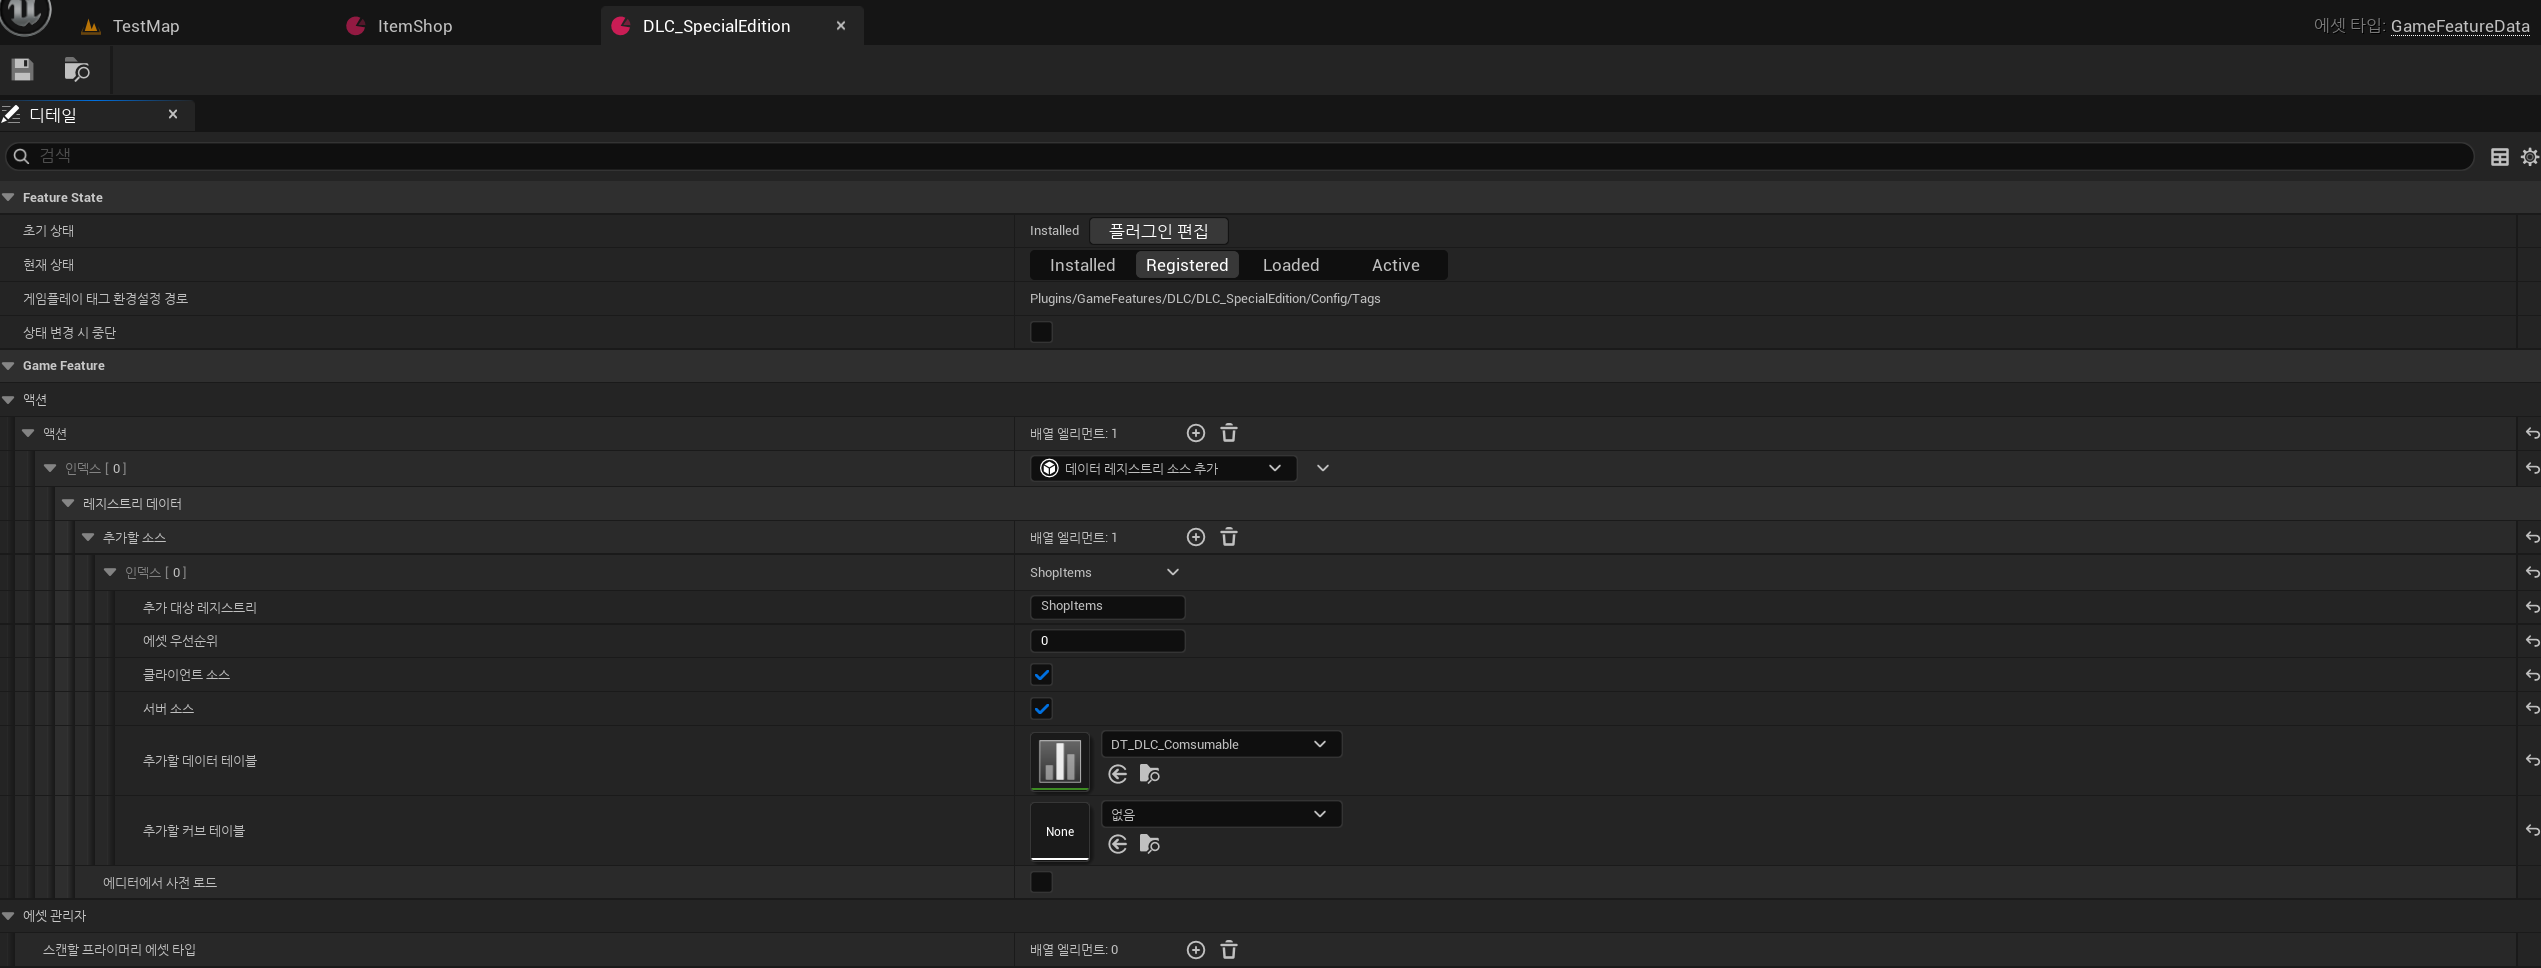 TestMap
ItemShop
DLC_SpecialEdition
에셋 타입: GameFeatureData
디테일
검색
Feature State
초기 상태
Installed
플러그인 편집
현재 상태
Installed
Registered
Loaded
Active
게임플레이 태그 환경설정 경로
Plugins/GameFeatures/DLC/DLC_SpecialEdition/Config/Tags
상태 변경 시 중단
Game Feature
액션
액션
배열 엘리먼트: 1
인덱스 [ 0 ]
데이터 레지스트리 소스 추가
레지스트리 데이터
추가할 소스
배열 엘리먼트: 1
인덱스 [ 0 ]
ShopItems
추가 대상 레지스트리
ShopItems
에셋 우선순위
0
클라이언트 소스
서버 소스
추가할 데이터 테이블
DT_DLC_Comsumable
추가할 커브 테이블
None
없음
에디터에서 사전 로드
에셋 관리자
스캔할 프라이머리 에셋 타입
배열 엘리먼트: 0